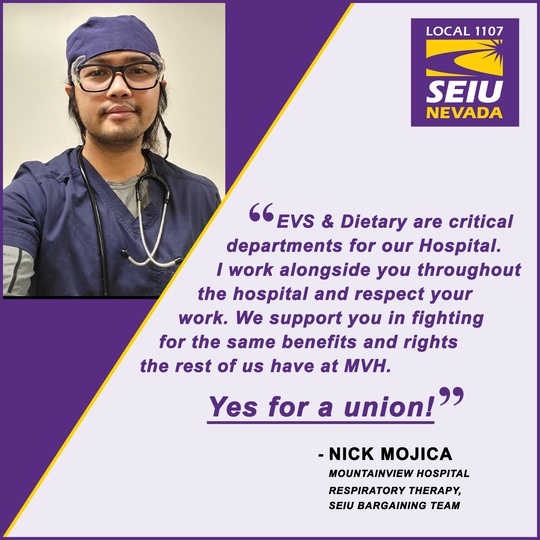 LOCAL 1107
SEIU
NEVADA
“EVS & Dietary are critical
departments for our Hospital.
I work alongside you throughout
the hospital and respect your
work. We support you in fighting
for the same benefits and rights
the rest of us have at MVH.
Yes for a union!”
- NICK MOJICA
MOUNTAINVIEW HOSPITAL
RESPIRATORY THERAPY,
SEIU BARGAINING TEAM